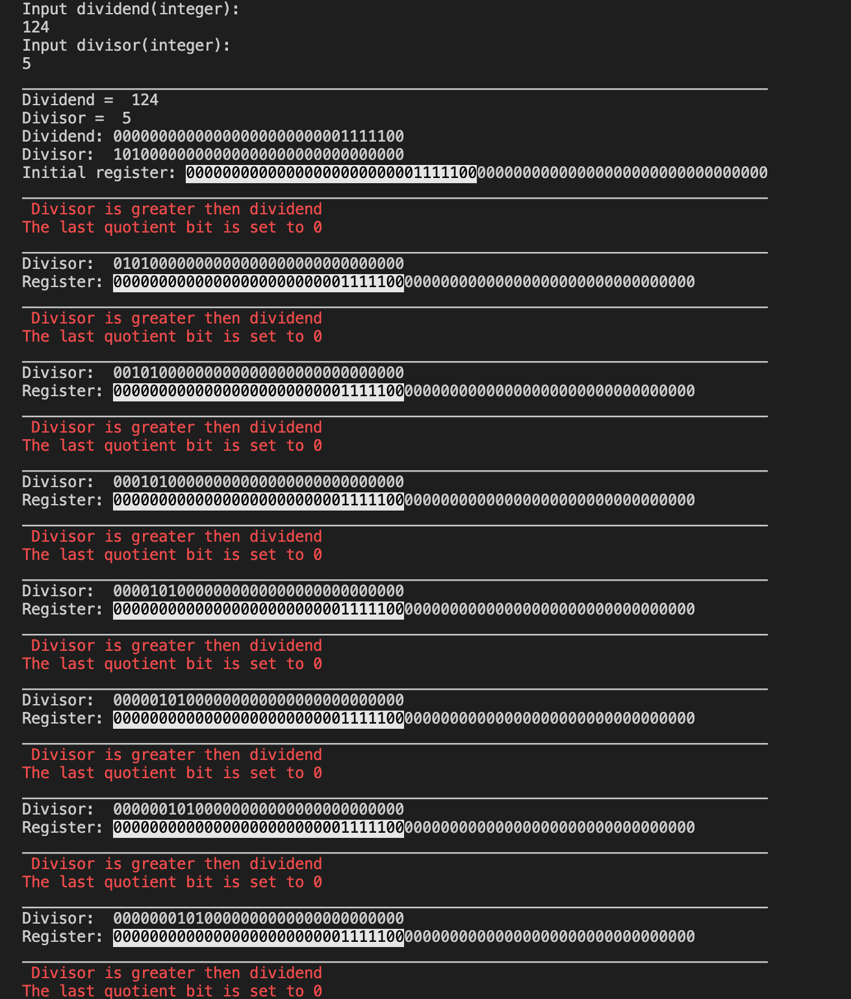 Input dividend(integer):
124
Input divisor(integer):
5
Dividend =  124
Divisor =  5
Dividend: 00000000000000000000000001111100
Divisor:  10100000000000000000000000000000
Initial register: 0000000000000000000000000111110000000000000000000000000000000000
 Divisor is greater then dividend
The last quotient bit is set to 0
Divisor:  01010000000000000000000000000000
Register: 0000000000000000000000000111110000000000000000000000000000000000
 Divisor is greater then dividend
The last quotient bit is set to 0
Divisor:  00101000000000000000000000000000
Register: 0000000000000000000000000111110000000000000000000000000000000000
 Divisor is greater then dividend
The last quotient bit is set to 0
Divisor:  00010100000000000000000000000000
Register: 0000000000000000000000000111110000000000000000000000000000000000
 Divisor is greater then dividend
The last quotient bit is set to 0
Divisor:  00001010000000000000000000000000
Register: 0000000000000000000000000111110000000000000000000000000000000000
 Divisor is greater then dividend
The last quotient bit is set to 0
Divisor:  00000101000000000000000000000000
Register: 0000000000000000000000000111110000000000000000000000000000000000
 Divisor is greater then dividend
The last quotient bit is set to 0
Divisor:  00000010100000000000000000000000
Register: 0000000000000000000000000111110000000000000000000000000000000000
 Divisor is greater then dividend
The last quotient bit is set to 0
Divisor:  00000001010000000000000000000000
Register: 0000000000000000000000000111110000000000000000000000000000000000
 Divisor is greater then dividend
The last quotient bit is set to 0